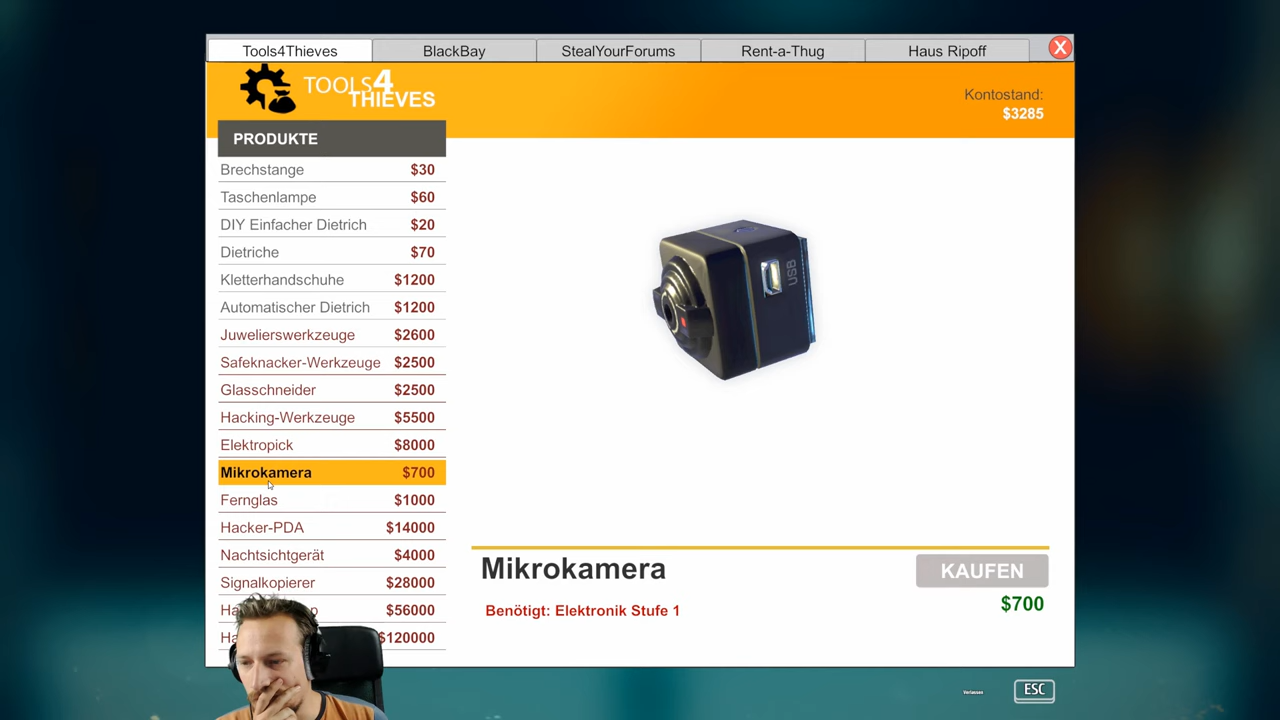 Tools4Thieves
BlackBay
StealYourForums
Rent-a-Thug
Haus Ripoff
X
TOOLS4
THIEVES
Kontostand:
$3285
PRODUKTE
Brechstange $30
Taschenlampe $60
DIY Einfacher Dietrich $20
Dietriche $70
Kletterhandschuhe $1200
Automatischer Dietrich $1200
Juwelierswerkzeuge $2600
Safeknacker-Werkzeuge $2500
Glasschneider $2500
Hacking-Werkzeuge $5500
Elektropick $8000
Mikrokamera $700
Fernglas $1000
Hacker-PDA $14000
Nachtsichtgerät $4000
Signalkopierer $28000
$56000
$120000
USB
Mikrokamera
KAUFEN
Benötigt: Elektronik Stufe 1
$700
Verlassen
ESC